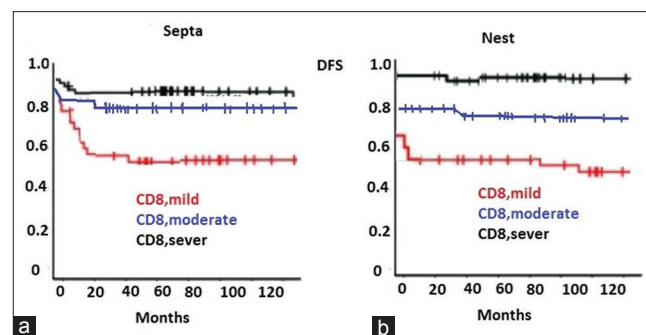 Septa
1.0
0.8
0.6
0.4
0.2
0
CD8,mild
CD8,moderate
CD8,sever
0 20 40 60 80 100 120
Months
a
DFS
Nest
1.0
0.8
0.6
0.4
0.2
0
CD8,mild
CD8,moderate
CD8,sever
0 20 40 60 80 100 120
Months
b